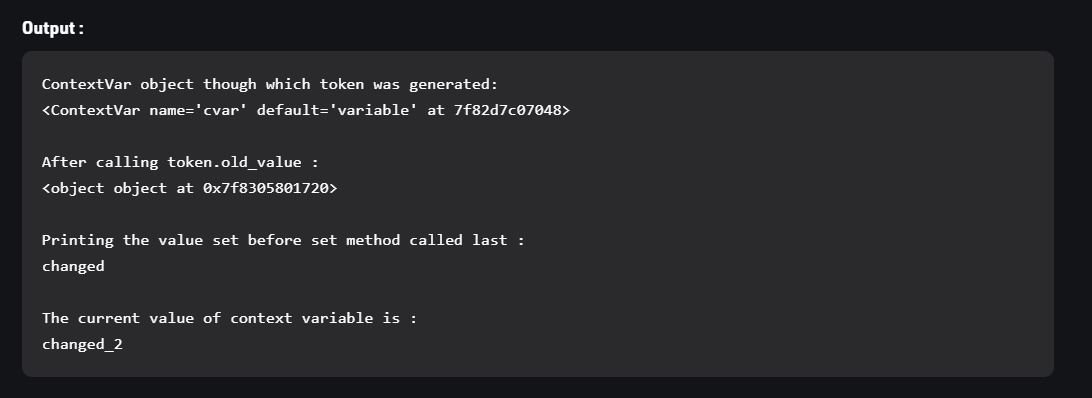 Output :
ContextVar object though which token was generated:
<ContextVar name='cvar' default='variable' at 7f82d7c07048>
After calling token.old_value :
<object object at 0x7f8305801720>
Printing the value set before set method called last :
changed
The current value of context variable is :
changed_2